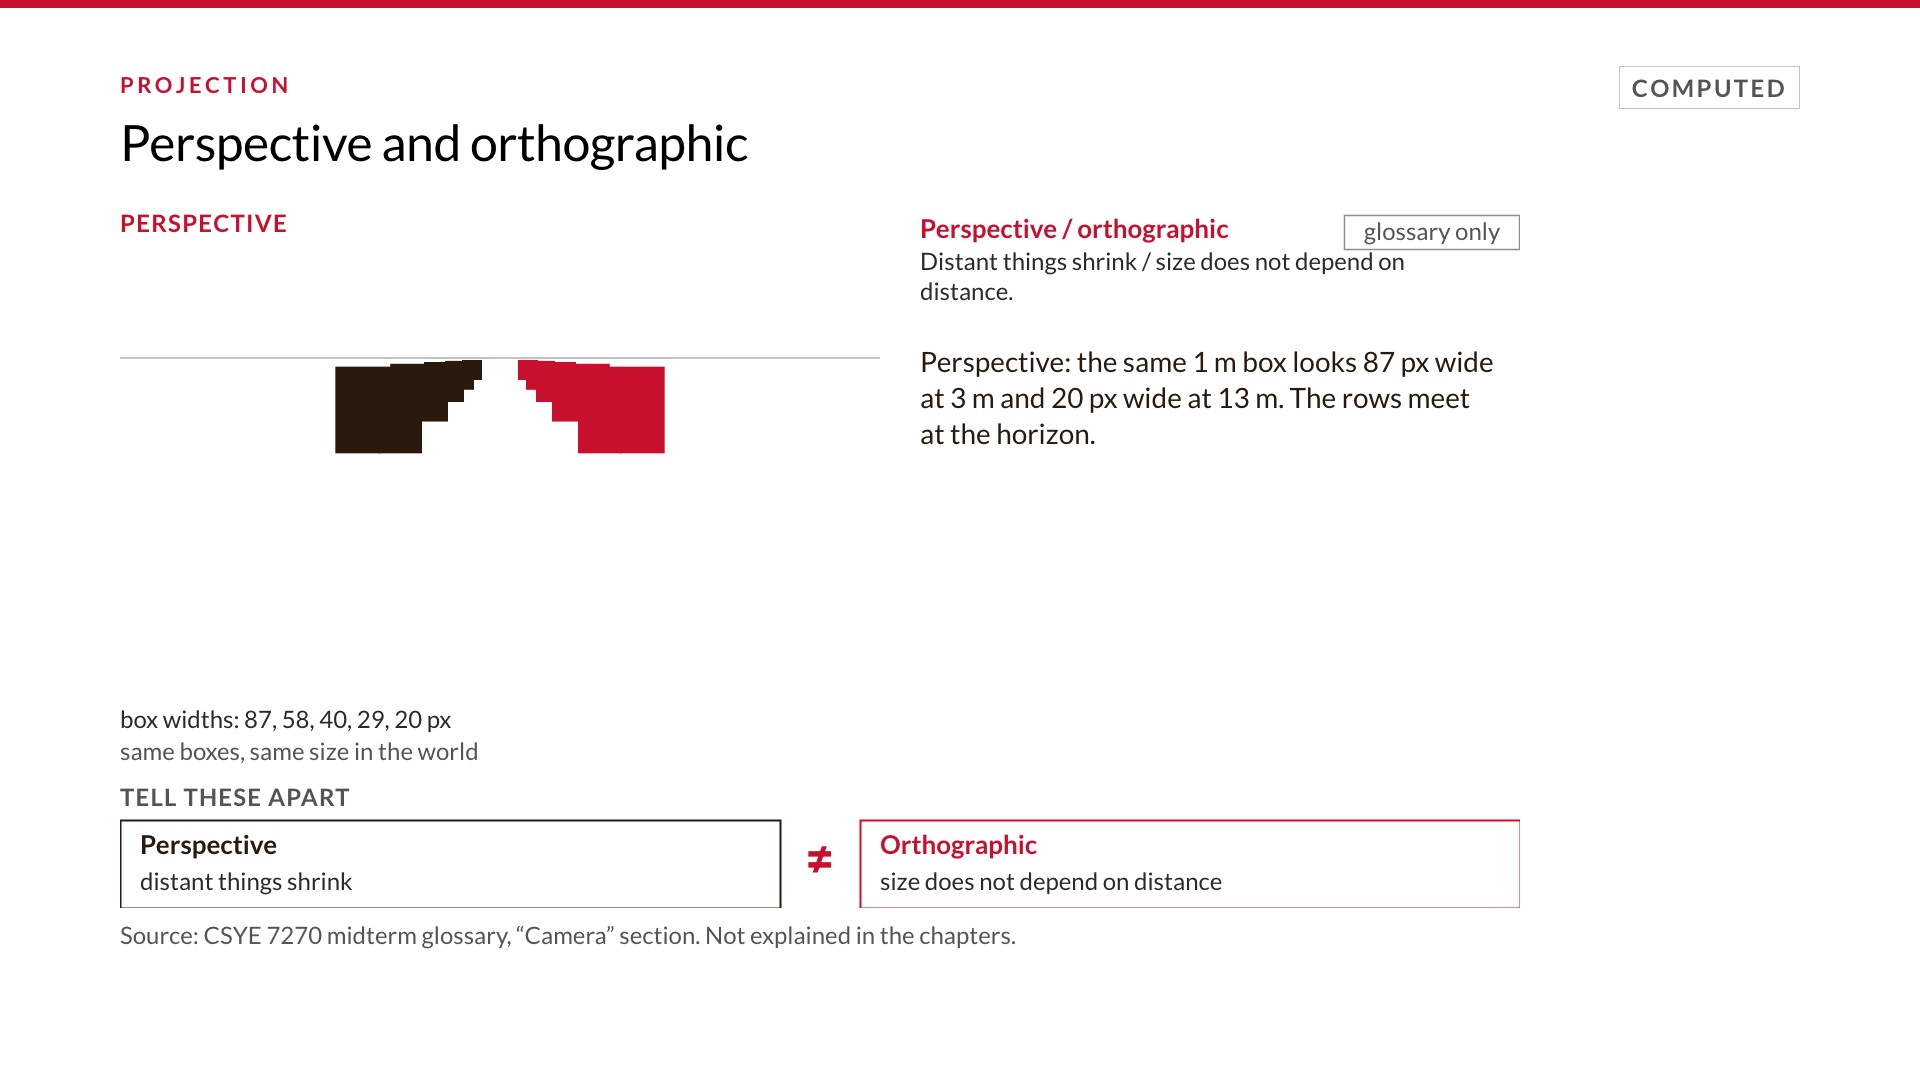 PROJECTION
COMPUTED
Perspective and orthographic
PERSPECTIVE
Perspective / orthographic
glossary only
Distant things shrink / size does not depend on
distance.
Perspective: the same 1 m box looks 87 px wide
at 3 m and 20 px wide at 13 m. The rows meet
at the horizon.
box widths: 87, 58, 40, 29, 20 px
same boxes, same size in the world
TELL THESE APART
Perspective
distant things shrink
≠
Orthographic
size does not depend on distance
Source: CSYE 7270 midterm glossary, “Camera” section. Not explained in the chapters.